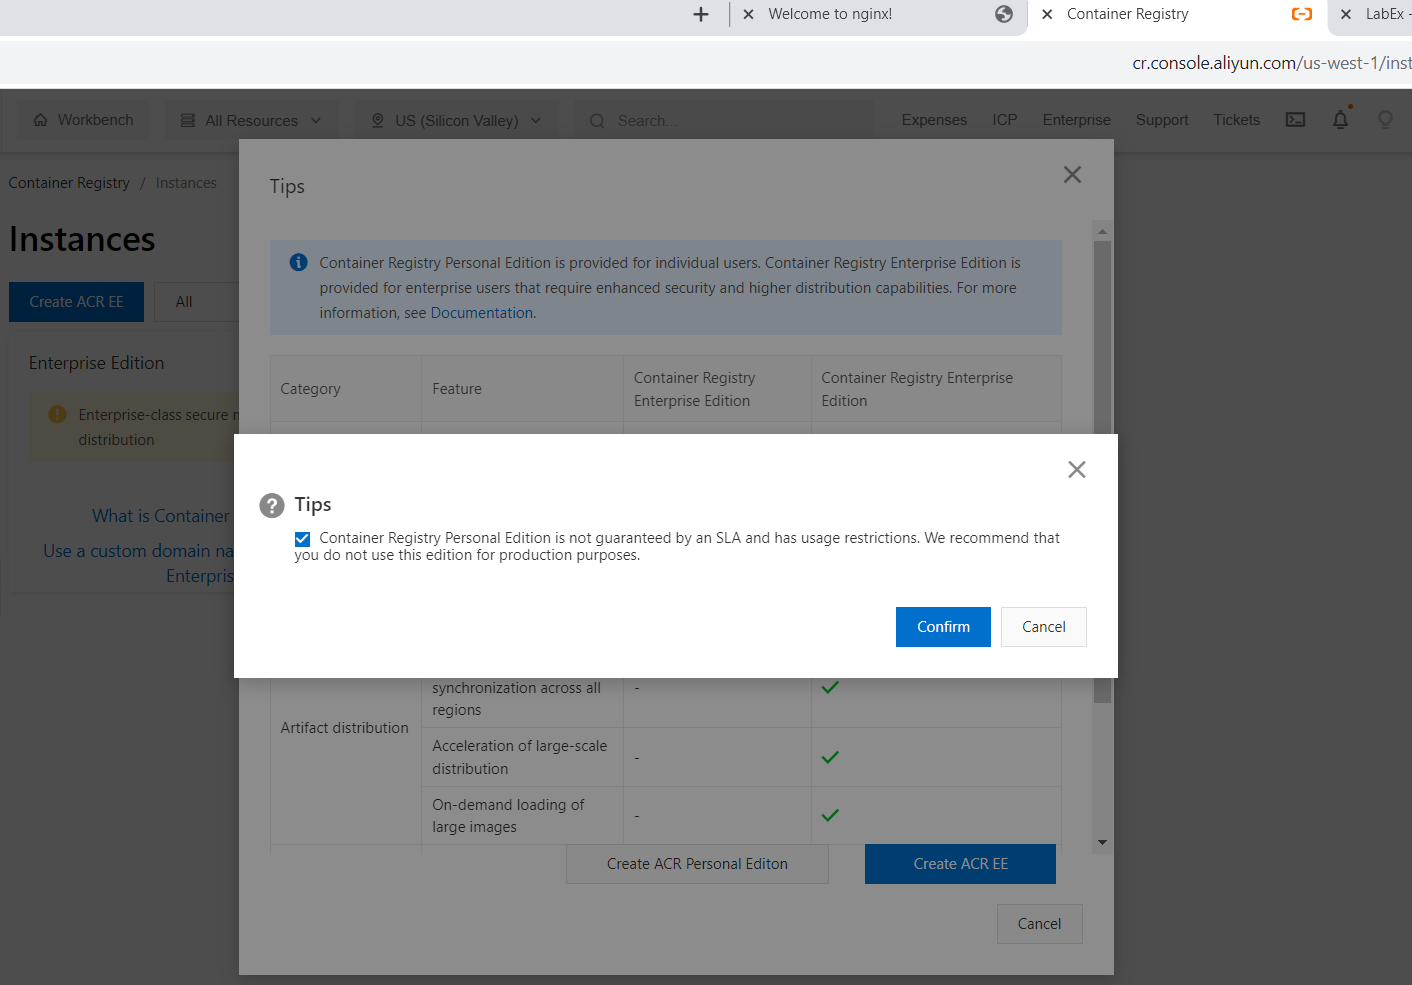 Welcome to nginx!
Container Registry
LabEx -
cr.console.aliyun.com/us-west-1/inst
Workbench
All Resources
US (Silicon Valley)
Search...
Expenses
ICP
Enterprise
Support
Tickets
Container Registry / Instances
Instances
Create ACR EE
All
Enterprise Edition
Enterprise-class secure
distribution
What is Container
Use a custom domain
Tips
Container Registry Personal Edition is provided for individual users. Container Registry Enterprise Edition is
provided for enterprise users that require enhanced security and higher distribution capabilities. For more
information, see Documentation.
Category
Feature
Container Registry
Enterprise Edition
Container Registry Enterprise
Edition
Tips
Container Registry Personal Edition is not guaranteed by an SLA and has usage restrictions. We recommend that
you do not use this edition for production purposes.
Confirm
Cancel
Artifact distribution
synchronization across all
regions
-
Acceleration of large-scale
distribution
-
On-demand loading of
large images
-
Create ACR Personal Editon
Create ACR EE
Cancel